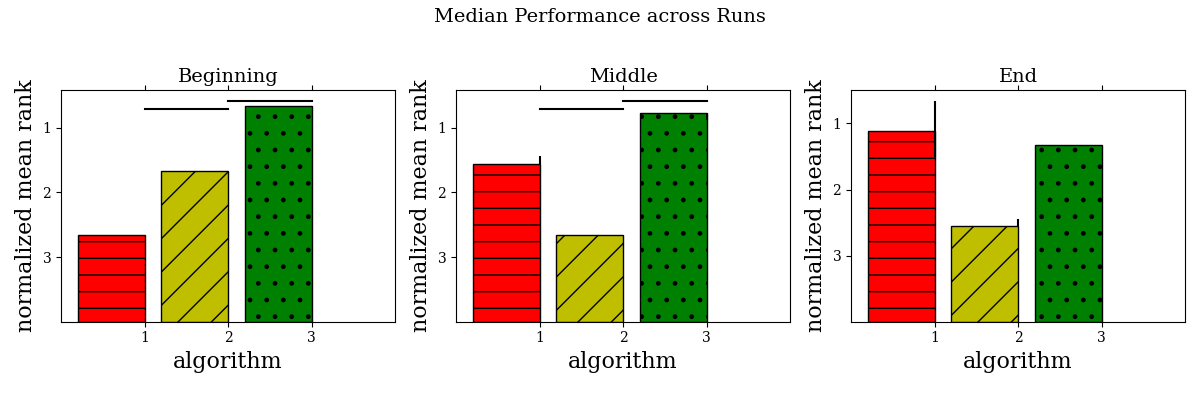 Median Performance across Runs
Beginning
normalized mean rank
1
2
3
1 2 3
algorithm
Middle
normalized mean rank
1
2
3
1 2 3
algorithm
End
normalized mean rank
1
2
3
1 2 3
algorithm